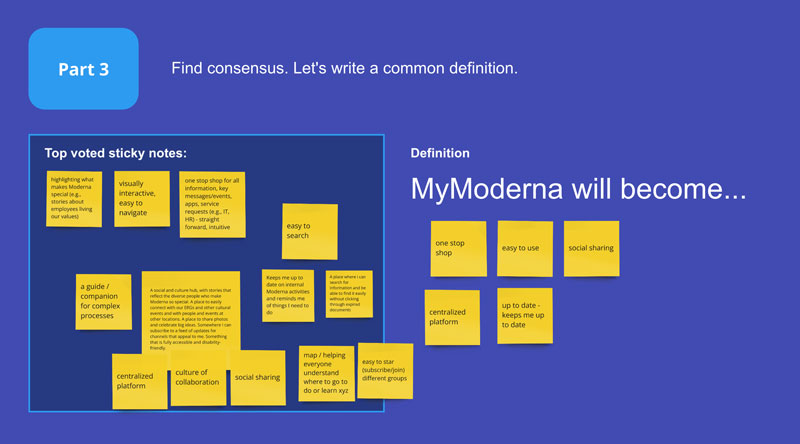 Part 3
Find consensus. Let's write a common definition.
Top voted sticky notes:
highlighting what
makes Moderna
special (e.g.,
stories about
employees living
our values)
visually
interactive,
easy to
navigate
one stop shop for all
information, key
messages/events,
apps, service
requests (e.g., IT,
HR) - straight
forward, intuitive
easy to
search
a guide /
companion
for complex
processes
A social and culture hub, with stories that
reflect the diverse people who make
Moderna so special. A place to easily
connect with our ERGs and other cultural
events and with people and events at
other locations. A place to share photos
and celebrate big ideas. Somewhere I can
subscribe to a feed of updates for
channels that appeal to me. Something
that is fully accessible and disability-
friendly
Keeps me up to
date on internal
Moderna activities
and reminds me
of things I need to
do
A place where I can
search for
information and be
able to find it easily
without clicking
through expired
documents
centralized
platform
culture of
collaboration
social sharing
map / helping
everyone
understand
where to go to
do or learn xyz
easy to star
(subscribe/join)
different groups
Definition
MyModerna will become...
one stop
shop
easy to use
social sharing
centralized
platform
up to date -
keeps me up
to date